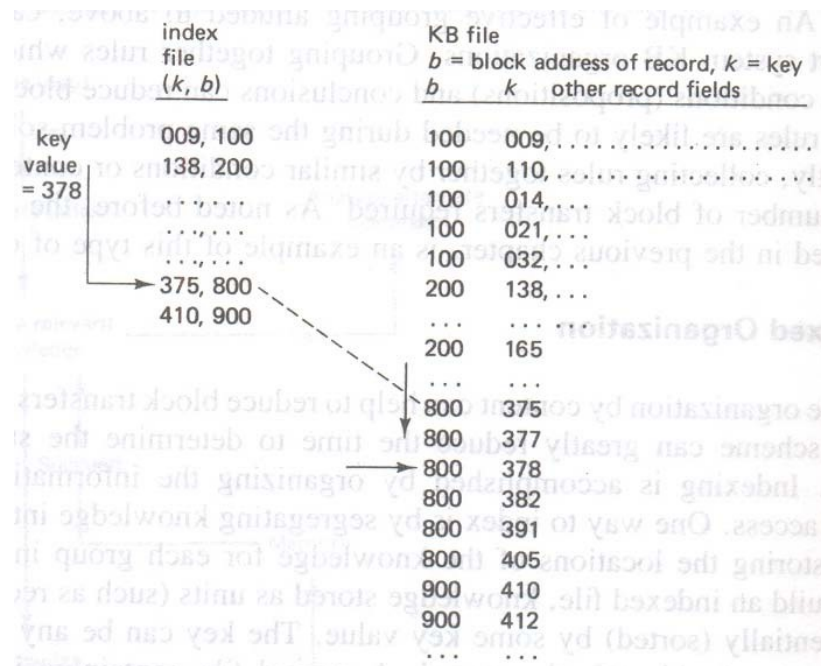 index
file
(k, b)
key
value
= 378
009, 100
138, 200
. . . , . . .
. . . , . . .
. . . , . . .
375, 800
410, 900
KB file
b = block address of record, k = key
b k other record fields
100 009, . . . . . . . . . . . . . . . . . . . . . .
100 110, . . .
100 014, . . .
100 021, . . .
100 032, . . .
200 138, . . .
. . . . . . . . .
200 165
. . . . . .
800 375
800 377
800 378
800 382
800 391
800 405
900 410
900 412
. . . . . .